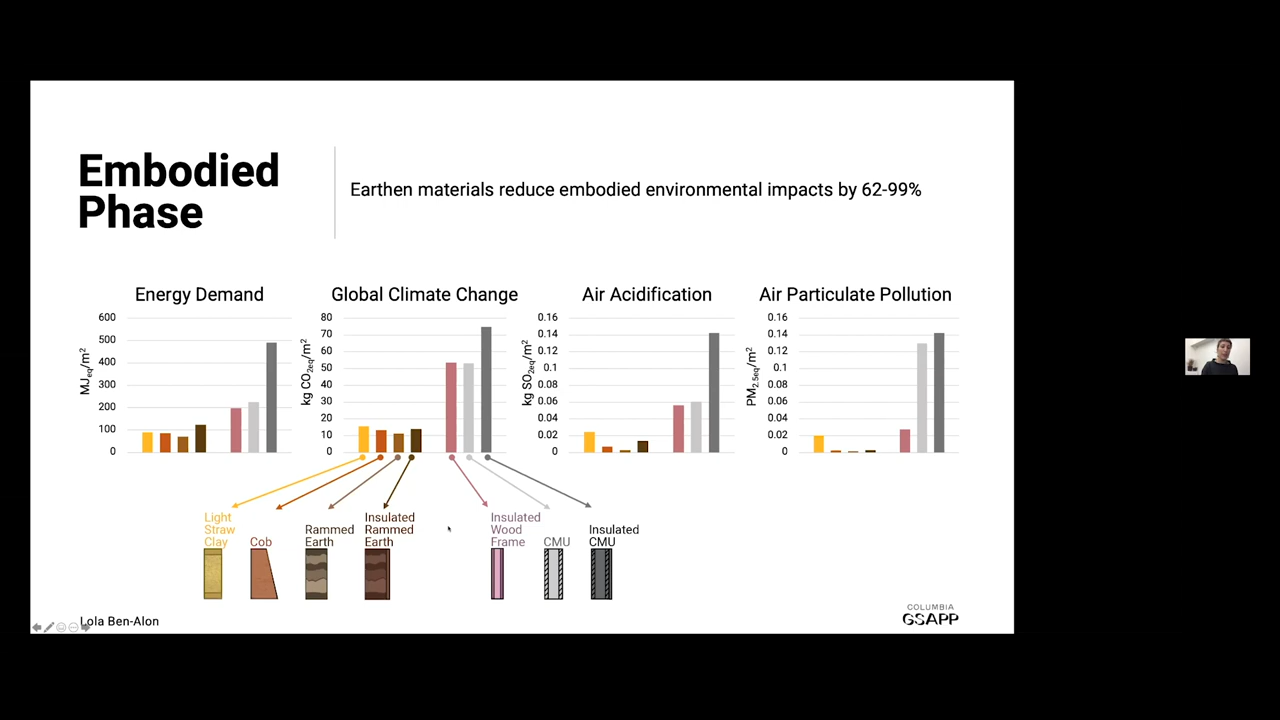 Embodied
Phase
Earthen materials reduce embodied environmental impacts by 62-99%
Energy Demand
600
500
400
300
200
100
0
MJeq/m²
Global Climate Change
80
70
60
50
40
30
20
10
0
kg CO2eq/m²
Air Acidification
0.16
0.14
0.12
0.1
0.08
0.06
0.04
0.02
0
kg SO2eq/m²
Air Particulate Pollution
0.16
0.14
0.12
0.1
0.08
0.06
0.04
0.02
0
PM2.5eq/m²
Light
Straw
Clay
Cob
Rammed
Earth
Insulated
Rammed
Earth
Insulated
Wood
Frame
CMU
Insulated
CMU
Lola Ben-Alon
COLUMBIA
GSAPP